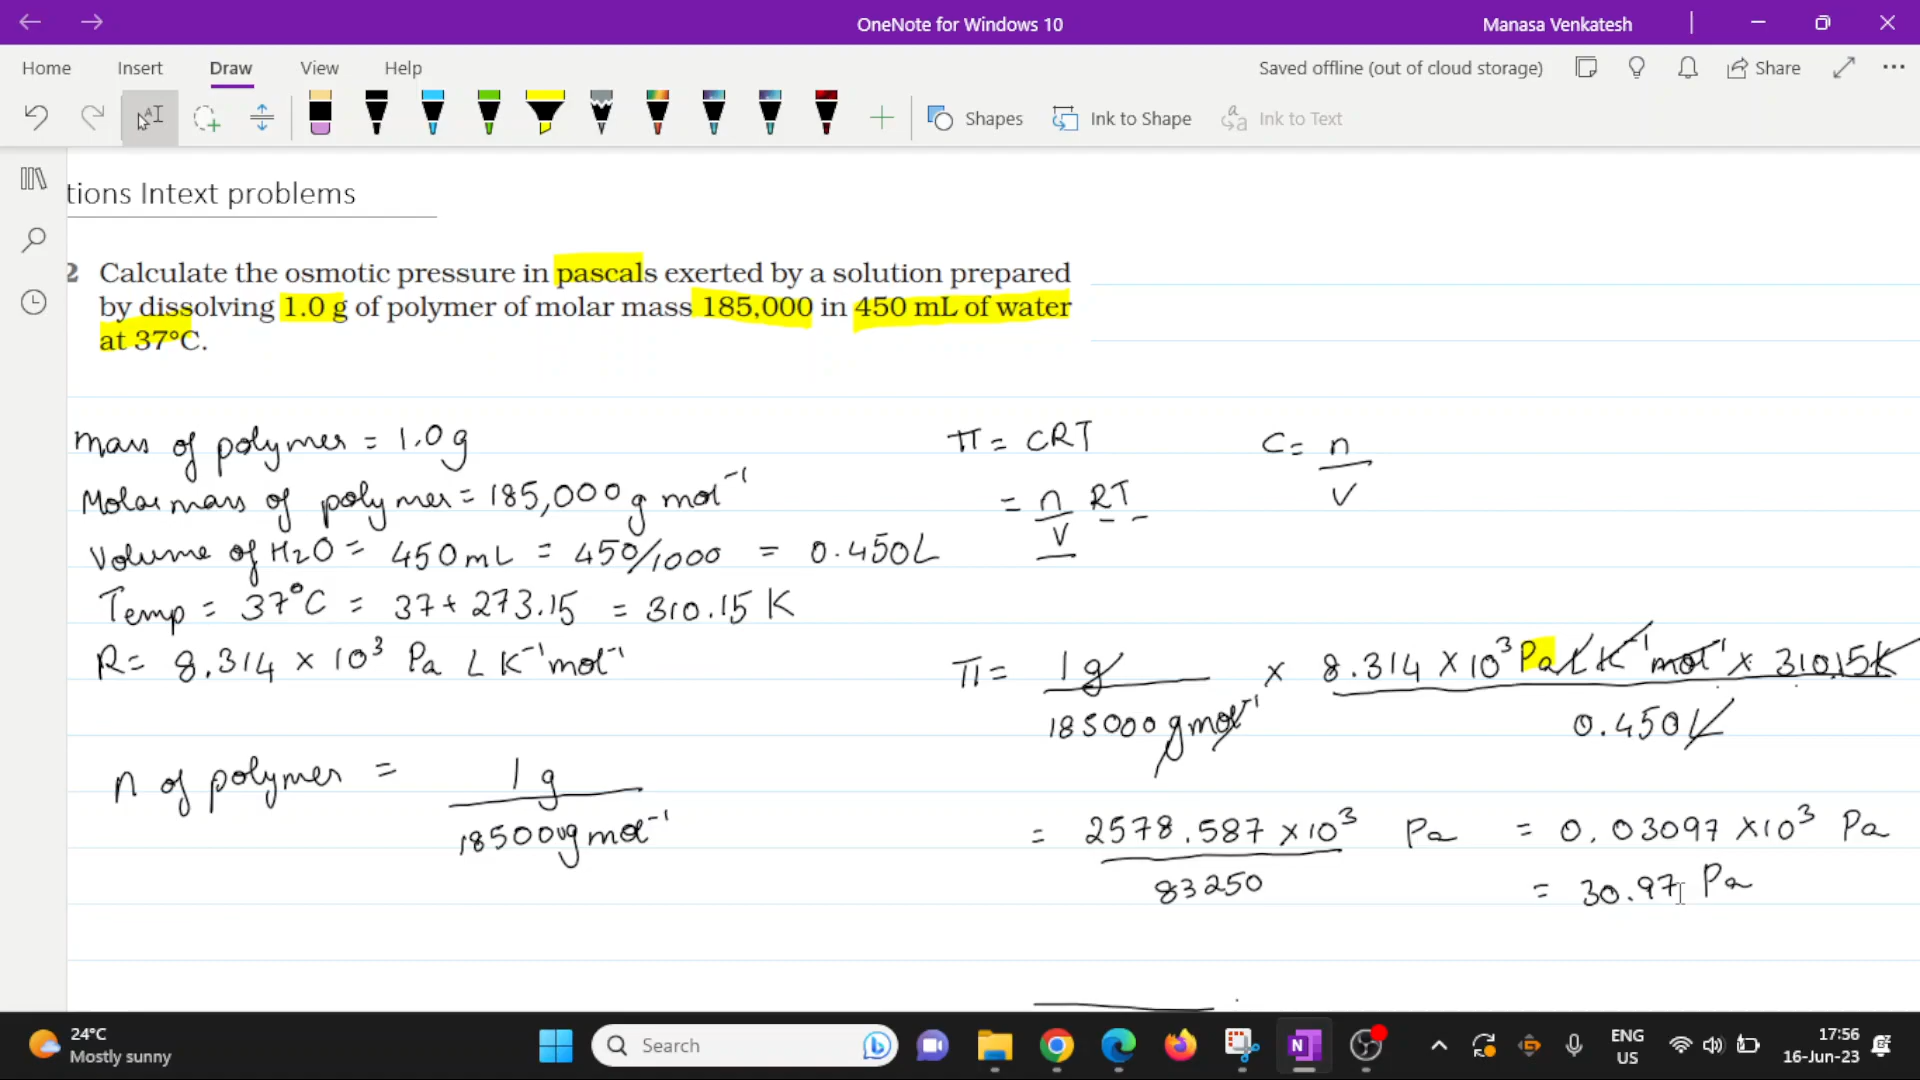 OneNote for Windows 10
Manasa Venkatesh
Home Insert Draw View Help
Saved offline (out of cloud storage)
Share
Shapes
Ink to Shape
Ink to Text
tions Intext problems
2 Calculate the osmotic pressure in pascals exerted by a solution prepared
by dissolving 1.0 g of polymer of molar mass 185,000 in 450 mL of water
at 37°C.
Mass of polymer = 1.0g
Molar mass of polymer = 185,000 g mol⁻¹
Volume of H2O = 450mL = 450/1000 = 0.450L
Temp = 37°C = 37 + 273.15 = 310.15 K
R = 8.314 × 10³ Pa L K⁻¹mol⁻¹
n of polymer = 1 g
185000g mol⁻¹
π = CRT
C = n
V
= n RT
V
π = 1 g × 8.314 × 10³ Pa L K⁻¹ mol⁻¹ × 310.15K
185000 g mol⁻¹ 0.450L
= 2578.587 × 10³ Pa = 0.03097 × 10³ Pa
83250 = 30.97 Pa
24°C
Mostly sunny
Search
ENG
US
17:56
16-Jun-23